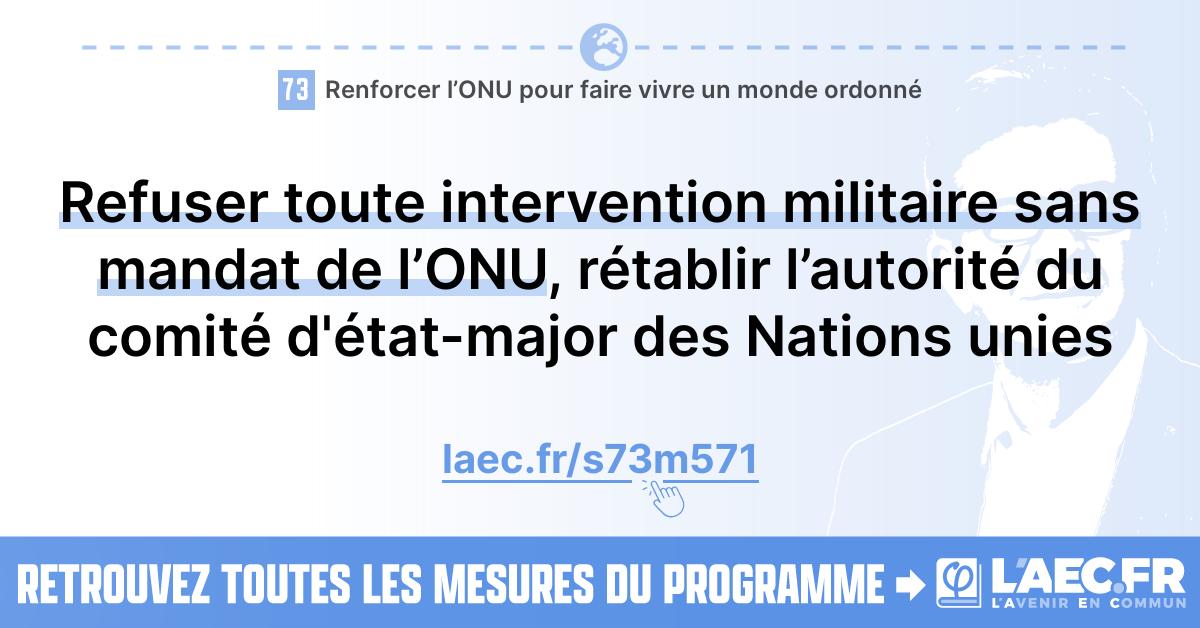 73 Renforcer l’ONU pour faire vivre un monde ordonné
Refuser toute intervention militaire sans
mandat de l’ONU, rétablir l’autorité du
comité d'état-major des Nations unies
laec.fr/s73m571
RETROUVEZ TOUTES LES MESURES DU PROGRAMME
L'AEC.FR
L'AVENIR EN COMMUN